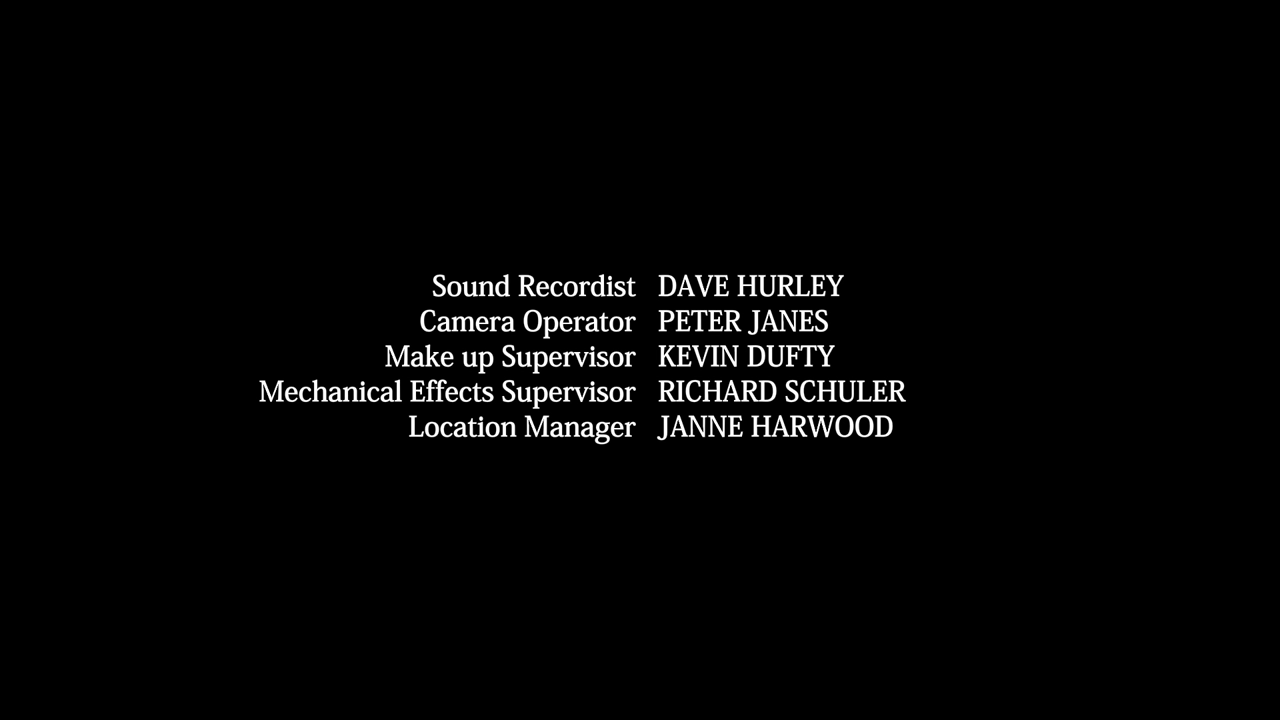 Sound Recordist DAVE HURLEY
Camera Operator PETER JANES
Make up Supervisor KEVIN DUFTY
Mechanical Effects Supervisor RICHARD SCHULER
Location Manager JANNE HARWOOD